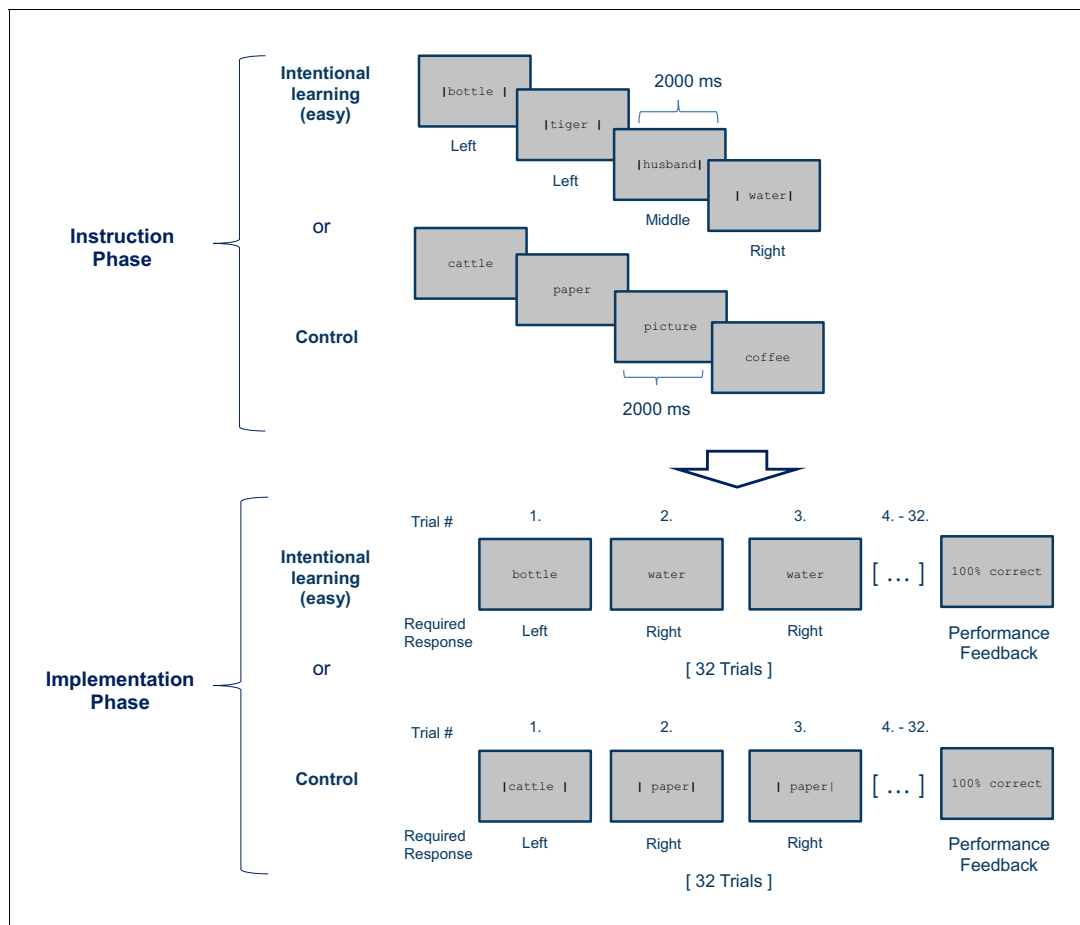 Instruction
Phase
Intentional
learning
(easy)
|bottle |
Left
|tiger |
Left
2000 ms
|husband|
Middle
| water|
Right
or
Control
cattle
paper
picture
2000 ms
coffee
Implementation
Phase
Intentional
learning
(easy)
Trial # 1. 2. 3. 4. - 32.
bottle water water [ ... ] 100% correct
Required
Response
Left Right Right
Performance
Feedback
[ 32 Trials ]
or
Control
Trial # 1. 2. 3. 4. - 32.
|cattle | | paper| | paper| [ ... ] 100% correct
Required
Response
Left Right Right
Performance
Feedback
[ 32 Trials ]